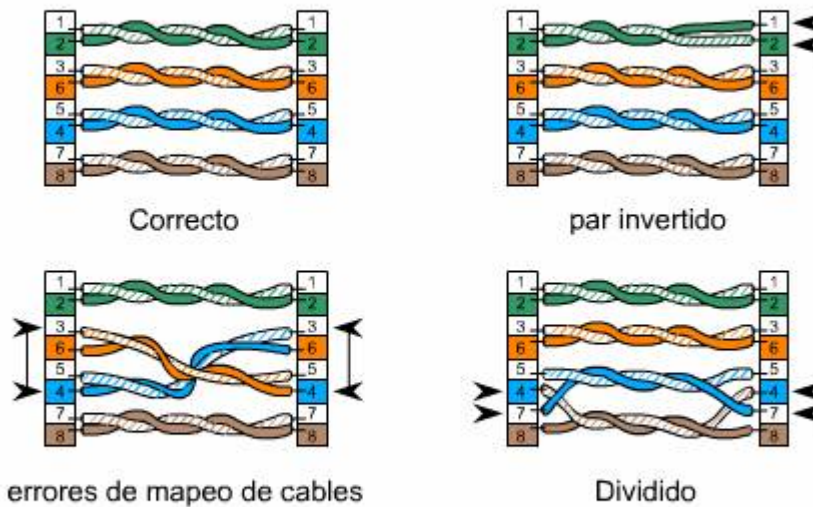 1 1 1 1
2 2 2 2
3 3 3 3
6 6 6 6
5 5 5 5
4 4 4 4
7 7 7 7
8 8 8 8
Correcto
par invertido
1 1 1 1
2 2 2 2
3 3 3 3
6 6 6 6
5 5 5 5
4 4 4 4
7 7 7 7
8 8 8 8
errores de mapeo de cables
Dividido